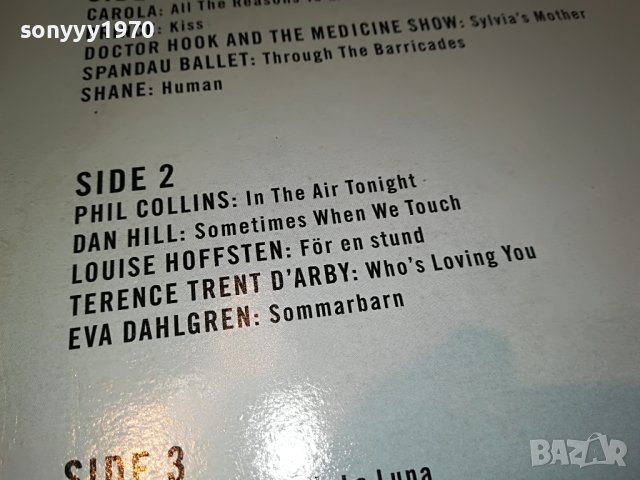 SIDE
CAROLA: All The Reasons
sonyyy1970
: Kiss
DOCTOR HOOK AND THE MEDICINE SHOW: Sylvia's Mother
SPANDAU BALLET: Through The Barricades
SHANE: Human
SIDE 2
PHIL COLLINS: In The Air Tonight
DAN HILL: Sometimes When We Touch
LOUISE HOFFSTEN: För en stund
TERENCE TRENT D'ARBY: Who's Loving You
EVA DAHLGREN: Sommarbarn
SIDE 3
Luna
BAZAR